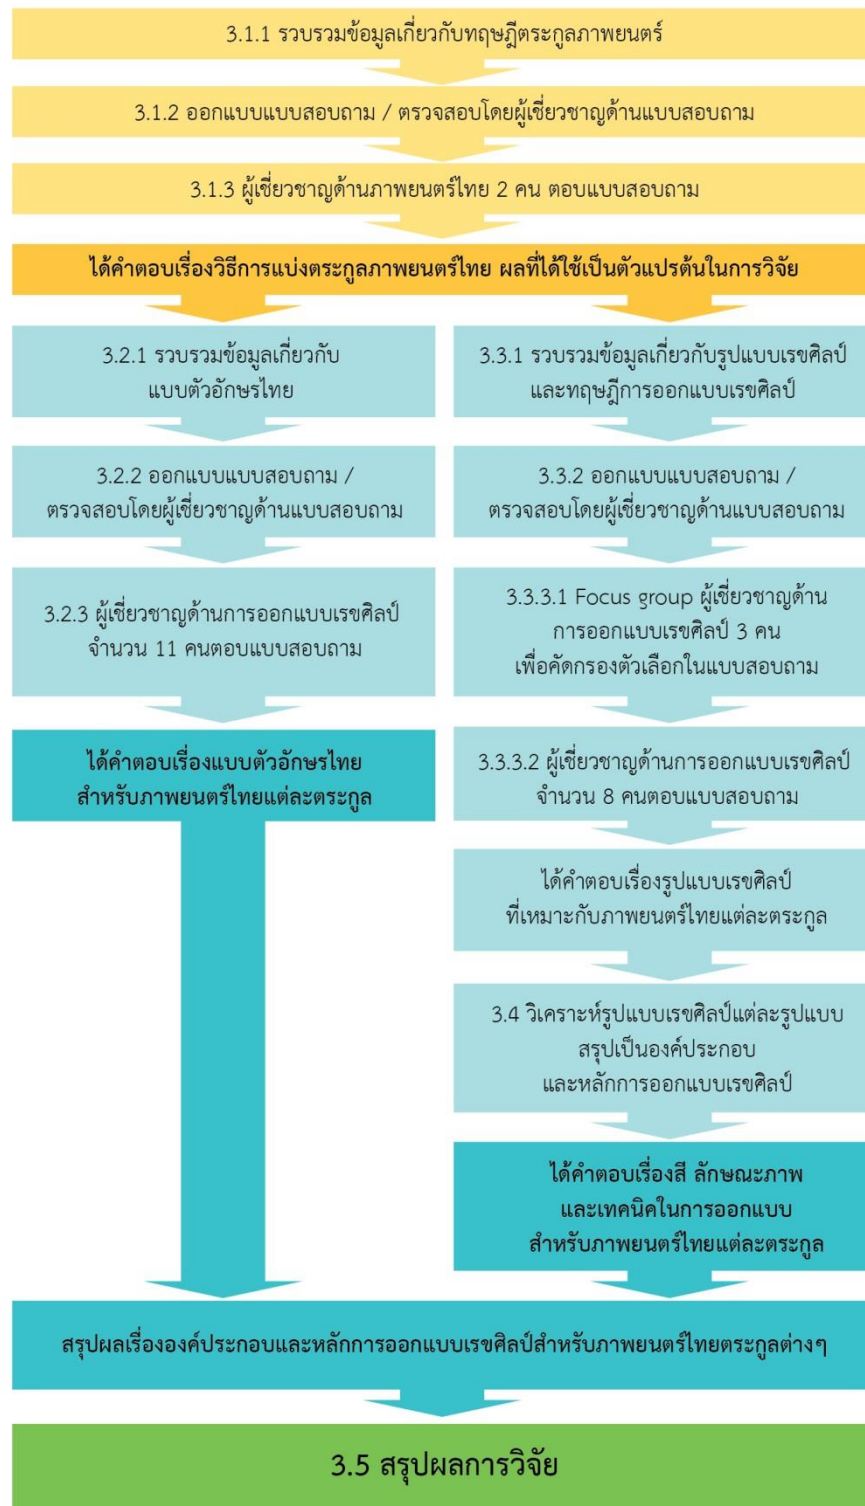 3.1.1 รวบรวมข้อมูลเกี่ยวกับทฤษฎีตระกูลภาพยนตร์
3.1.2 ออกแบบแบบสอบถาม / ตรวจสอบโดยผู้เชี่ยวชาญด้านแบบสอบถาม
3.1.3 ผู้เชี่ยวชาญด้านภาพยนตร์ไทย 2 คน ตอบแบบสอบถาม
ได้คำตอบเรื่องวิธีการแบ่งตระกูลภาพยนตร์ไทย ผลที่ได้ใช้เป็นตัวแปรต้นในการวิจัย
3.2.1 รวบรวมข้อมูลเกี่ยวกับ
แบบตัวอักษรไทย
3.2.2 ออกแบบแบบสอบถาม /
ตรวจสอบโดยผู้เชี่ยวชาญด้านแบบสอบถาม
3.2.3 ผู้เชี่ยวชาญด้านการออกแบบเรขศิลป์
จำนวน 11 คนตอบแบบสอบถาม
ได้คำตอบเรื่องแบบตัวอักษรไทย
สำหรับภาพยนตร์ไทยแต่ละตระกูล
3.3.1 รวบรวมข้อมูลเกี่ยวกับรูปแบบเรขศิลป์
และทฤษฎีการออกแบบเรขศิลป์
3.3.2 ออกแบบแบบสอบถาม /
ตรวจสอบโดยผู้เชี่ยวชาญด้านแบบสอบถาม
3.3.3.1 Focus group ผู้เชี่ยวชาญด้าน
การออกแบบเรขศิลป์ 3 คน
เพื่อคัดกรองตัวเลือกในแบบสอบถาม
3.3.3.2 ผู้เชี่ยวชาญด้านการออกแบบเรขศิลป์
จำนวน 8 คนตอบแบบสอบถาม
ได้คำตอบเรื่องรูปแบบเรขศิลป์
ที่เหมาะกับภาพยนตร์ไทยแต่ละตระกูล
3.4 วิเคราะห์รูปแบบเรขศิลป์แต่ละรูปแบบ
สรุปเป็นองค์ประกอบ
และหลักการออกแบบเรขศิลป์
ได้คำตอบเรื่องสี ลักษณะภาพ
และเทคนิคในการออกแบบ
สำหรับภาพยนตร์ไทยแต่ละตระกูล
สรุปผลเรื่ององค์ประกอบและหลักการออกแบบเรขศิลป์สำหรับภาพยนตร์ไทยตระกูลต่างๆ
3.5 สรุปผลการวิจัย